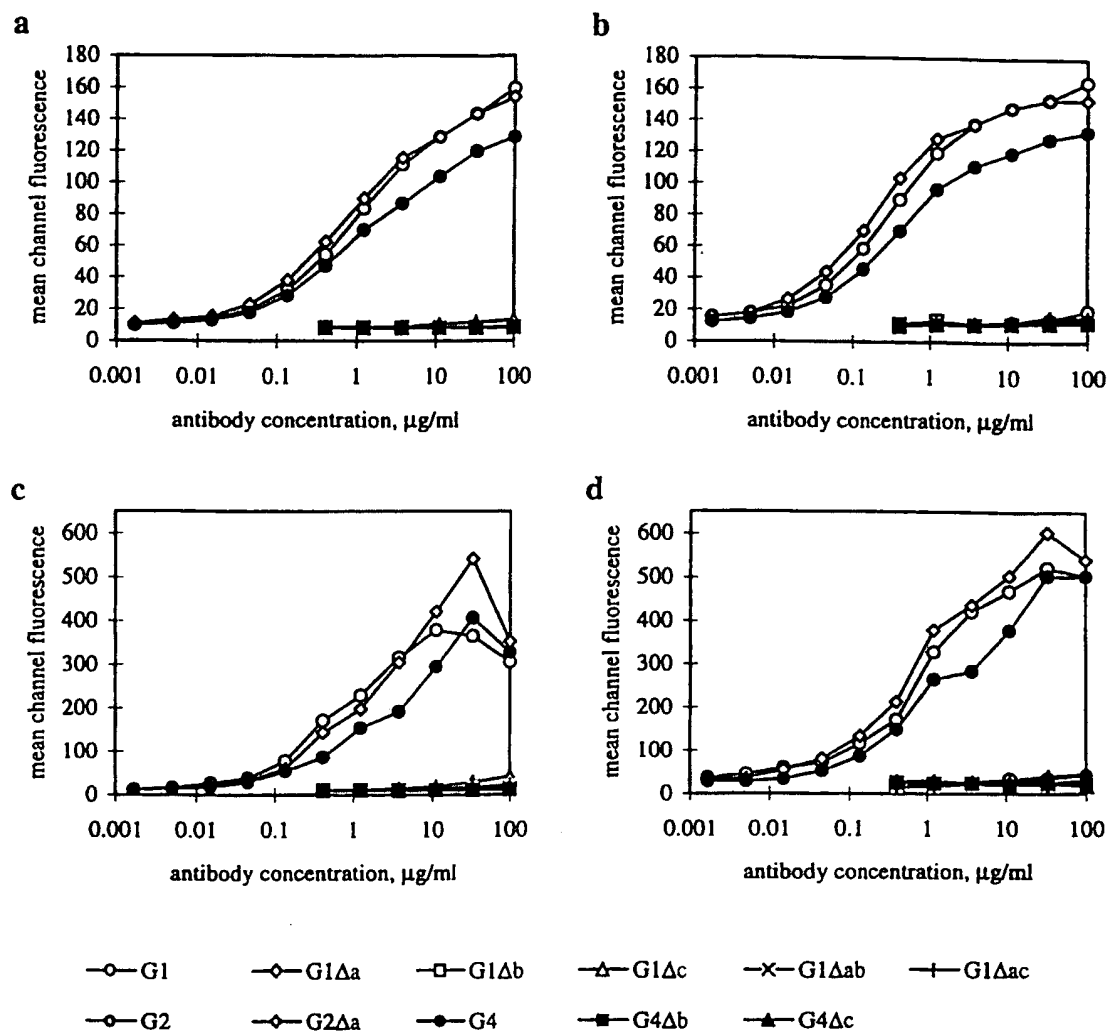 a
b
180
160
140
120
100
80
60
40
20
0
mean channel fluorescence
0.001 0.01 0.1 1 10 100
antibody concentration, μg/ml
180
160
140
120
100
80
60
40
20
0
mean channel fluorescence
0.001 0.01 0.1 1 10 100
antibody concentration, μg/ml
c
d
600
500
400
300
200
100
0
mean channel fluorescence
0.001 0.01 0.1 1 10 100
antibody concentration, μg/ml
600
500
400
300
200
100
0
mean channel fluorescence
0.001 0.01 0.1 1 10 100
antibody concentration, μg/ml
G1 G1Δa G1Δb G1Δc G1Δab G1Δac
G2 G2Δa G4 G4Δb G4Δc